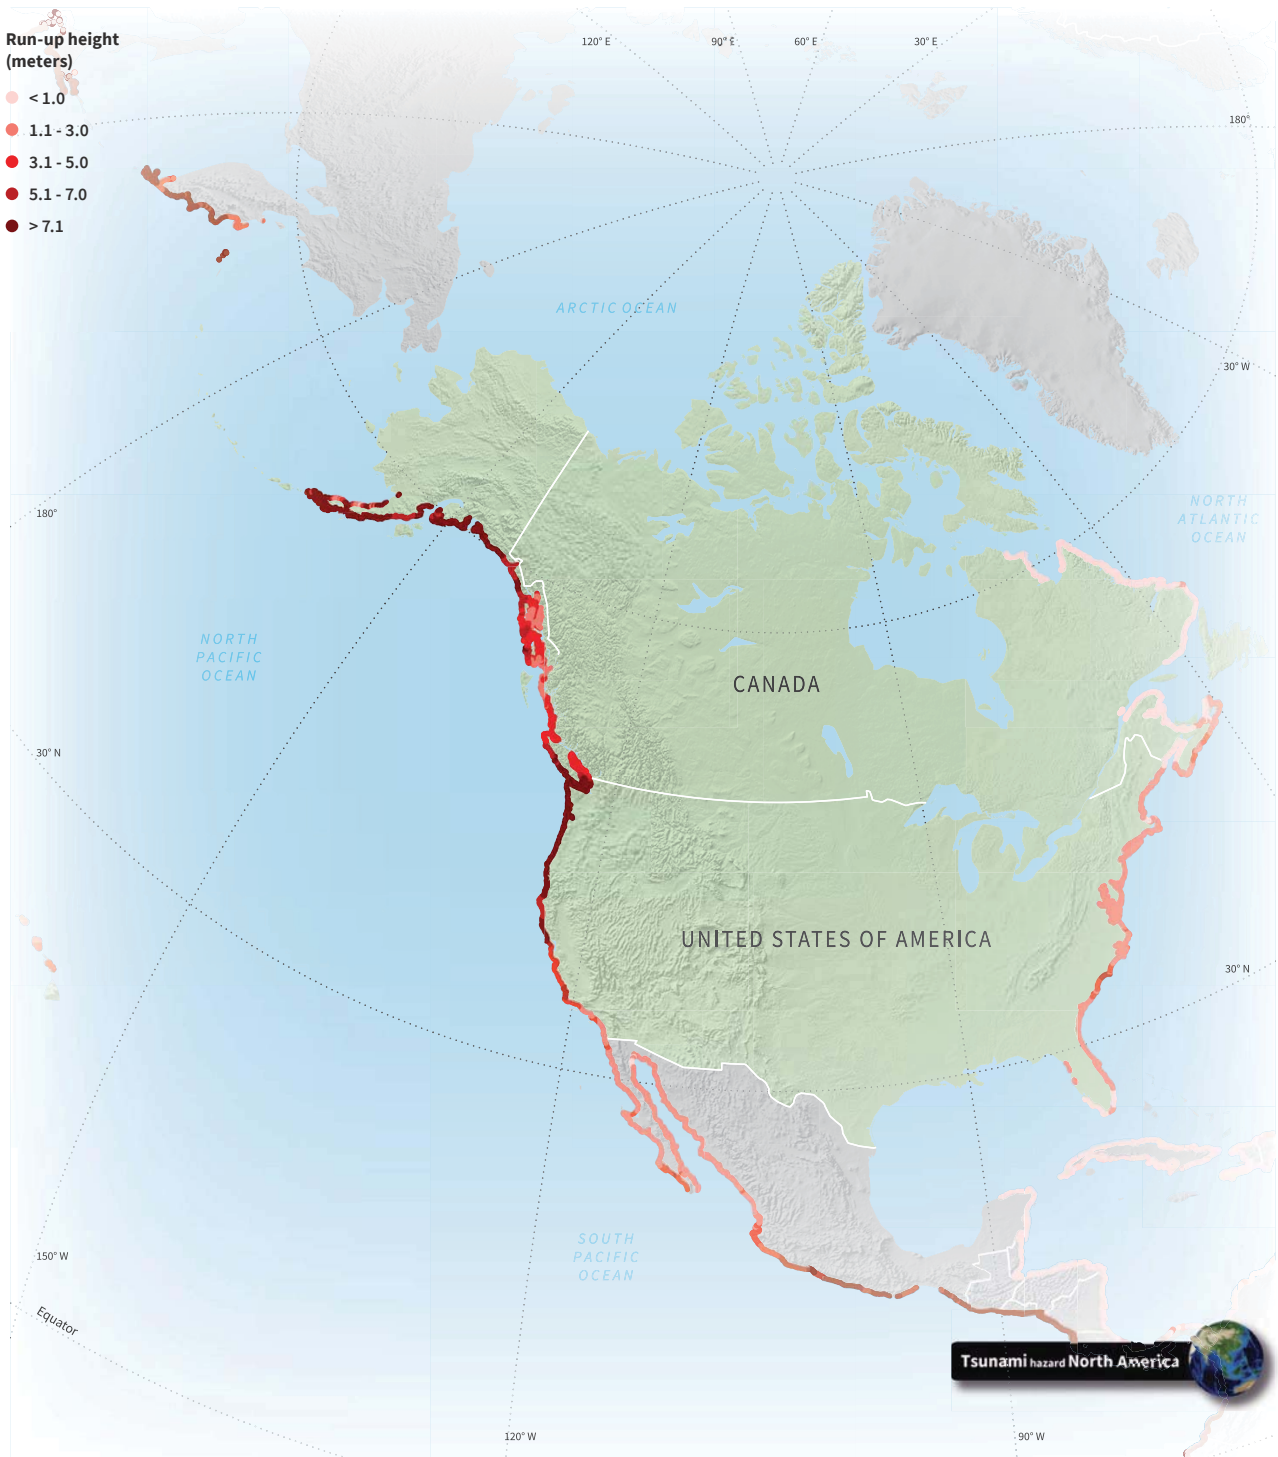 Run-up height
(meters)
< 1.0
1.1 - 3.0
3.1 - 5.0
5.1 - 7.0
> 7.1
120° E
90° E
60° E
30° E
180°
ARCTIC OCEAN
30° W
NORTH
ATLANTIC
OCEAN
180°
NORTH
PACIFIC
OCEAN
CANADA
30° N
UNITED STATES OF AMERICA
30° N
SOUTH
PACIFIC
OCEAN
150° W
Equator
Tsunami hazard North America
120° W
90° W